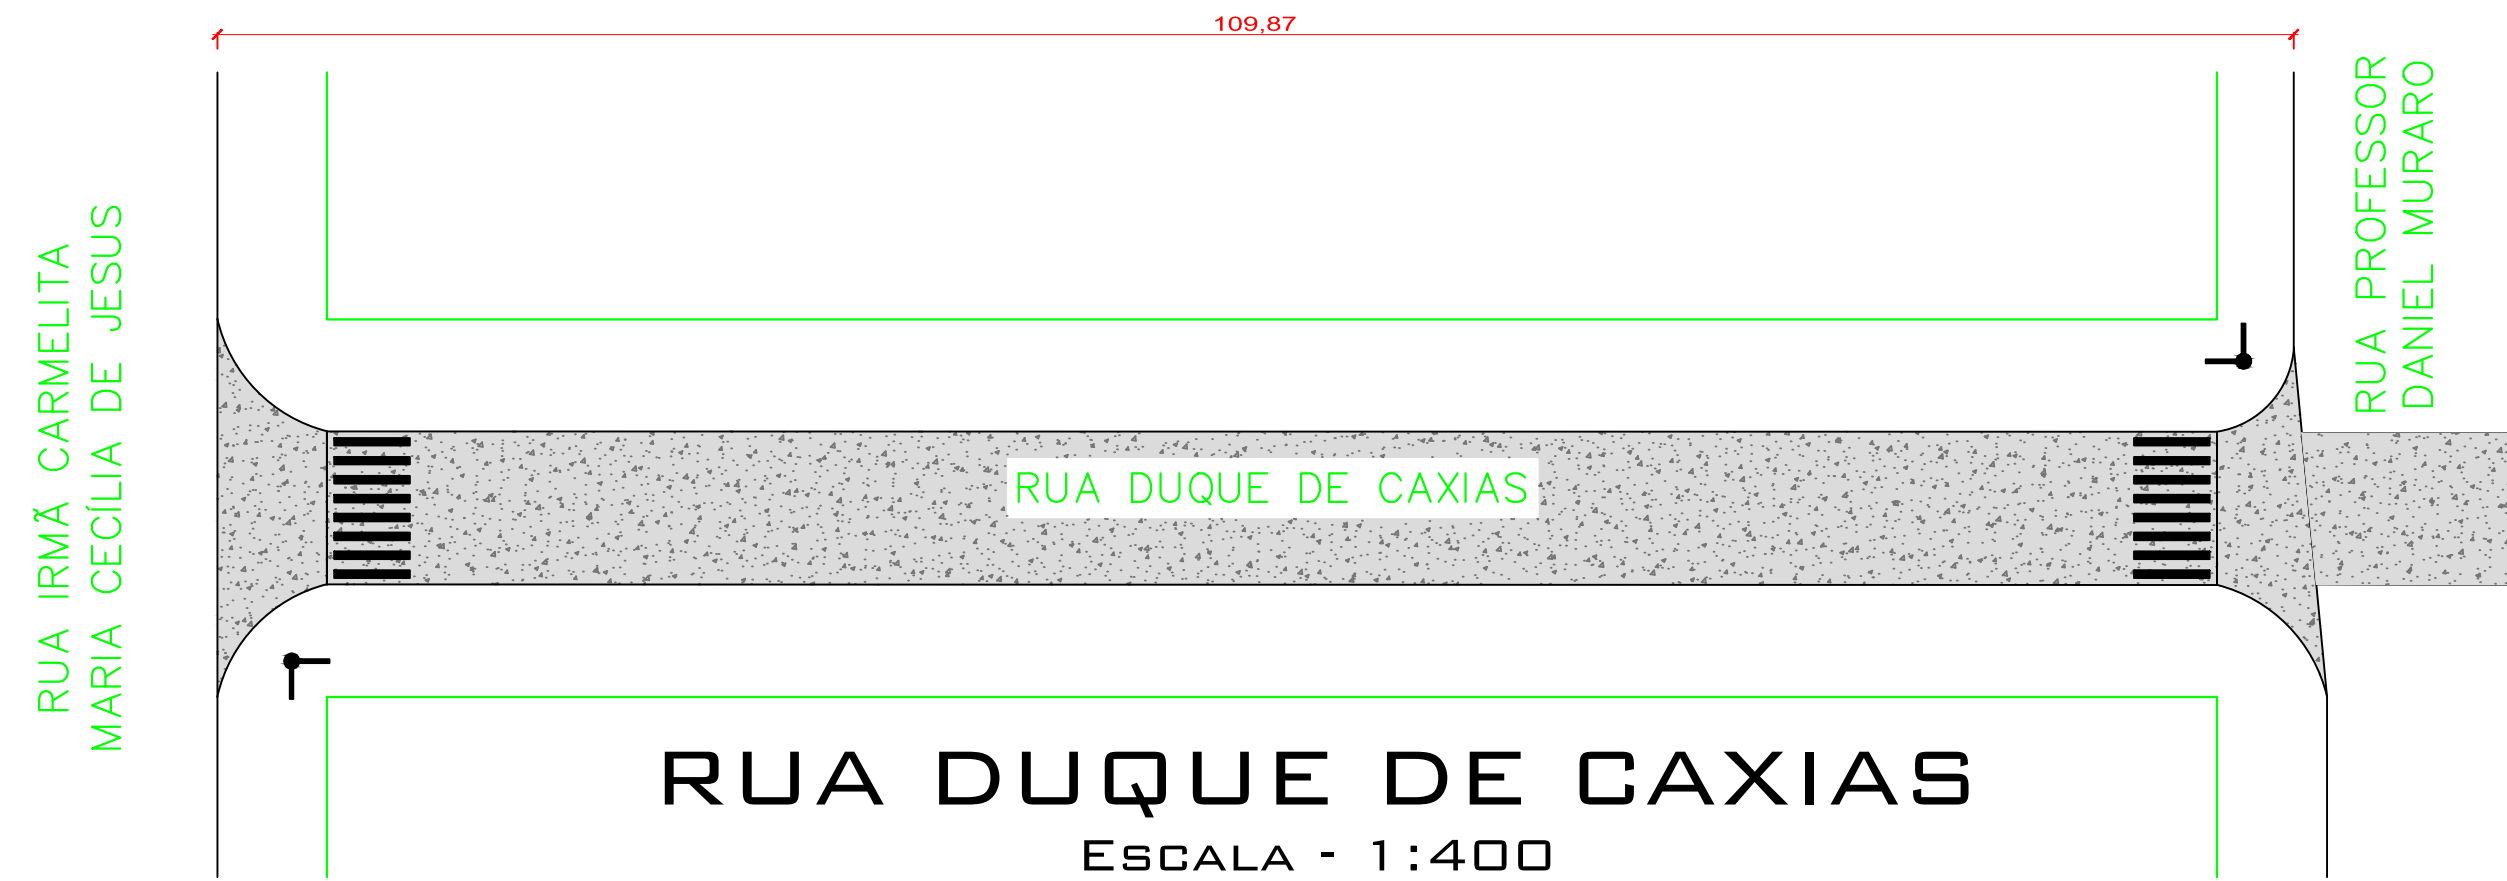 109,87
RUA IRMÃ CARMELITA
MARIA CECÍLIA DE JESUS
RUA PROFESSOR
DANIEL MURARO
RUA DUQUE DE CAXIAS
RUA DUQUE DE CAXIAS
ESCALA - 1:400